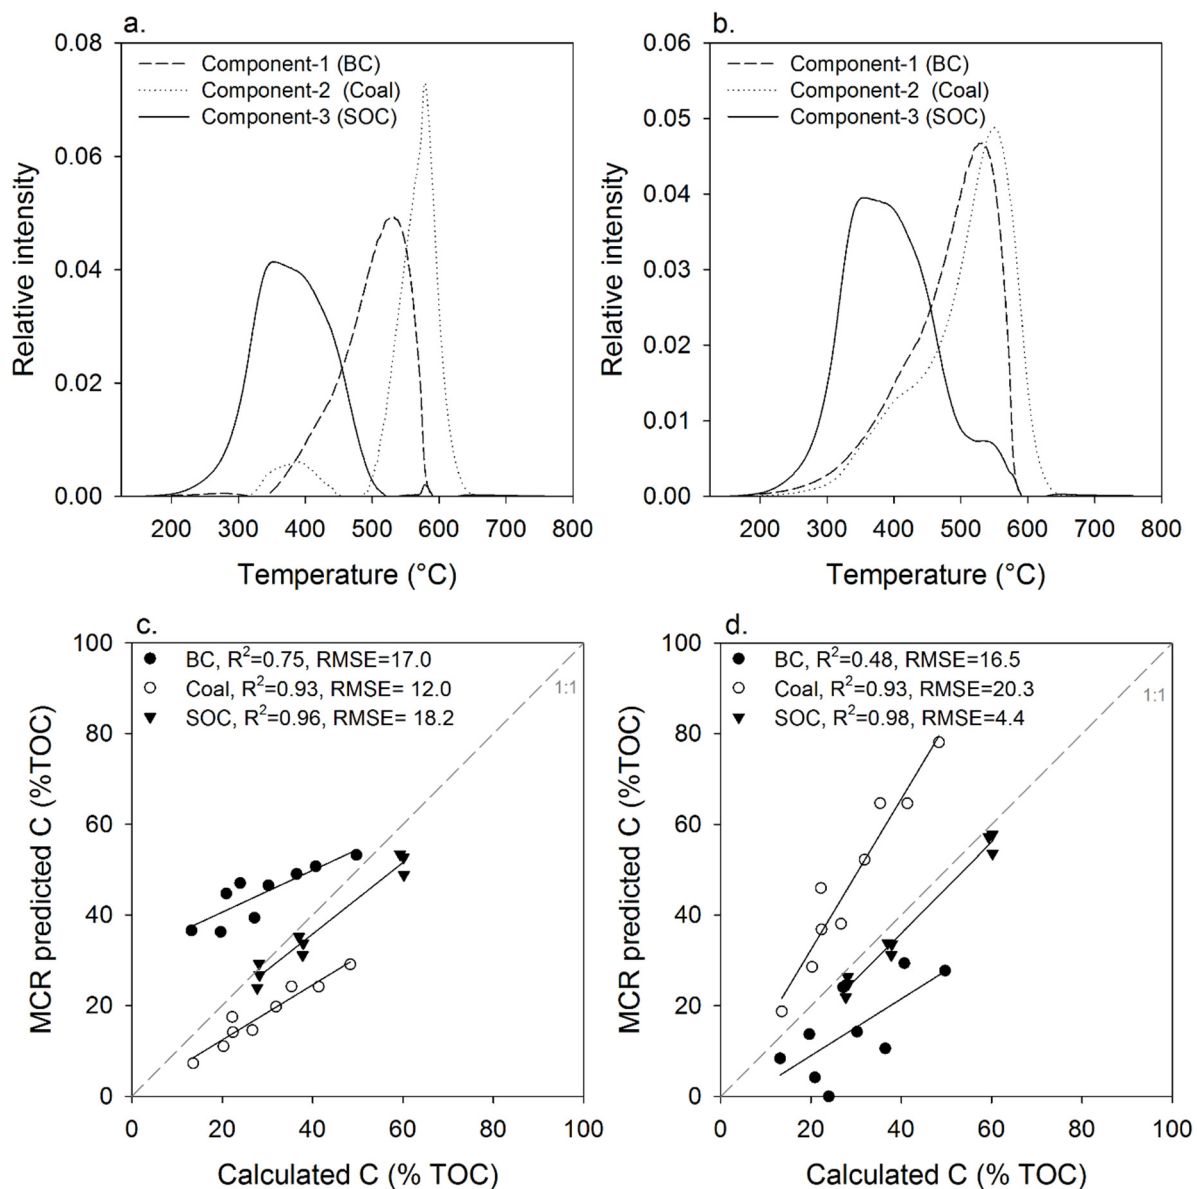 a.
Component-1 (BC)
Component-2 (Coal)
Component-3 (SOC)
0.08
0.06
0.04
0.02
0.00
Relative intensity
200 300 400 500 600 700 800
Temperature (°C)
b.
Component-1 (BC)
Component-2 (Coal)
Component-3 (SOC)
0.06
0.05
0.04
0.03
0.02
0.01
0.00
Relative intensity
200 300 400 500 600 700 800
Temperature (°C)
c.
BC, R²=0.75, RMSE=17.0
Coal, R²=0.93, RMSE= 12.0
SOC, R²=0.96, RMSE= 18.2
1:1
100
80
60
40
20
0
MCR predicted C (%TOC)
0 20 40 60 80 100
Calculated C (% TOC)
d.
BC, R²=0.48, RMSE=16.5
Coal, R²=0.93, RMSE=20.3
SOC, R²=0.98, RMSE=4.4
1:1
100
80
60
40
20
0
MCR predicted C (%TOC)
0 20 40 60 80 100
Calculated C (% TOC)